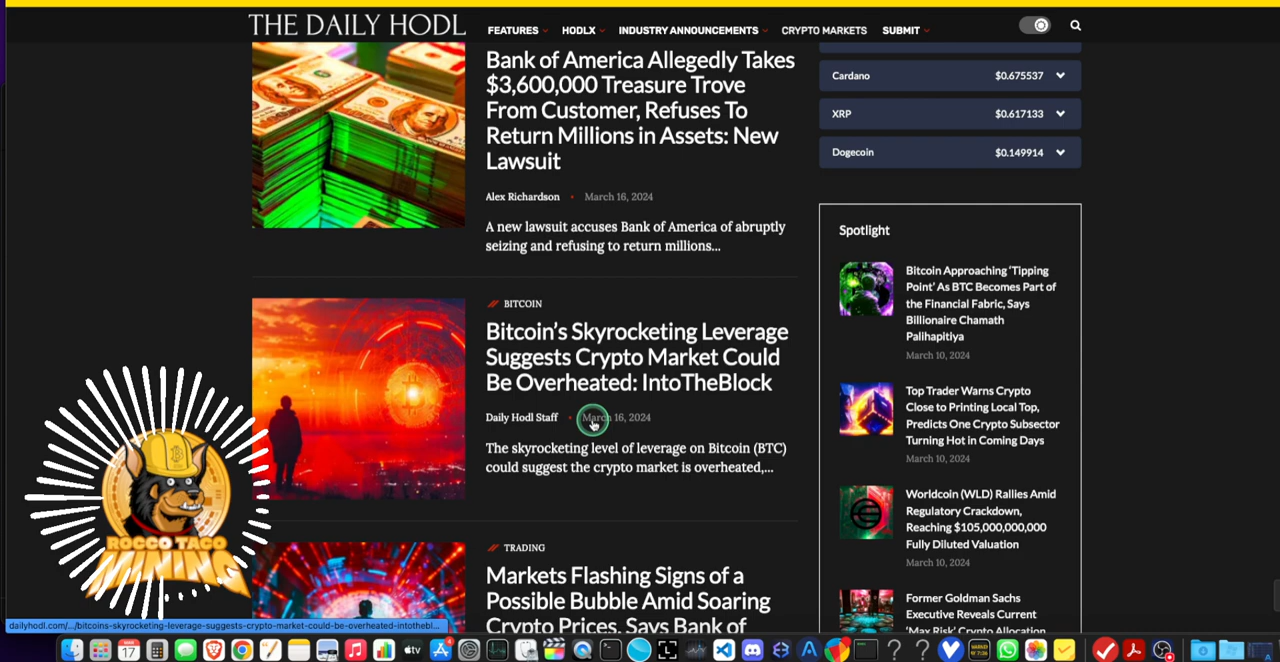 THE DAILY HODL
FEATURES
HODLX
INDUSTRY ANNOUNCEMENTS
CRYPTO MARKETS
SUBMIT
Bank of America Allegedly Takes
$3,600,000 Treasure Trove
From Customer, Refuses To
Return Millions in Assets: New
Lawsuit
Alex Richardson • March 16, 2024
A new lawsuit accuses Bank of America of abruptly
seizing and refusing to return millions...
BITCOIN
Bitcoin's Skyrocketing Leverage
Suggests Crypto Market Could
Be Overheated: IntoTheBlock
Daily Hodl Staff • March 16, 2024
The skyrocketing level of leverage on Bitcoin (BTC)
could suggest the crypto market is overheated,...
TRADING
Markets Flashing Signs of a
Possible Bubble Amid Soaring
Crypto Prices, Says Bank of
Cardano $0.675537
XRP $0.617133
Dogecoin $0.149914
Spotlight
Bitcoin Approaching ‘Tipping
Point’ As BTC Becomes Part of
the Financial Fabric, Says
Billionaire Chamath
Palihapitiya
March 10, 2024
Top Trader Warns Crypto
Close to Printing Local Top,
Predicts One Crypto Subsector
Turning Hot in Coming Days
March 10, 2024
Worldcoin (WLD) Rallies Amid
Regulatory Crackdown,
Reaching $105,000,000,000
Fully Diluted Valuation
March 10, 2024
Former Goldman Sachs
Executive Reveals Current
‘Max Risk’ Crypto Allocation
ROCCO TACO
MINING
dailyhodl.com/.../bitcoins-skyrocketing-leverage-suggests-crypto-market-could-be-overheated-intothebl...
17
tv